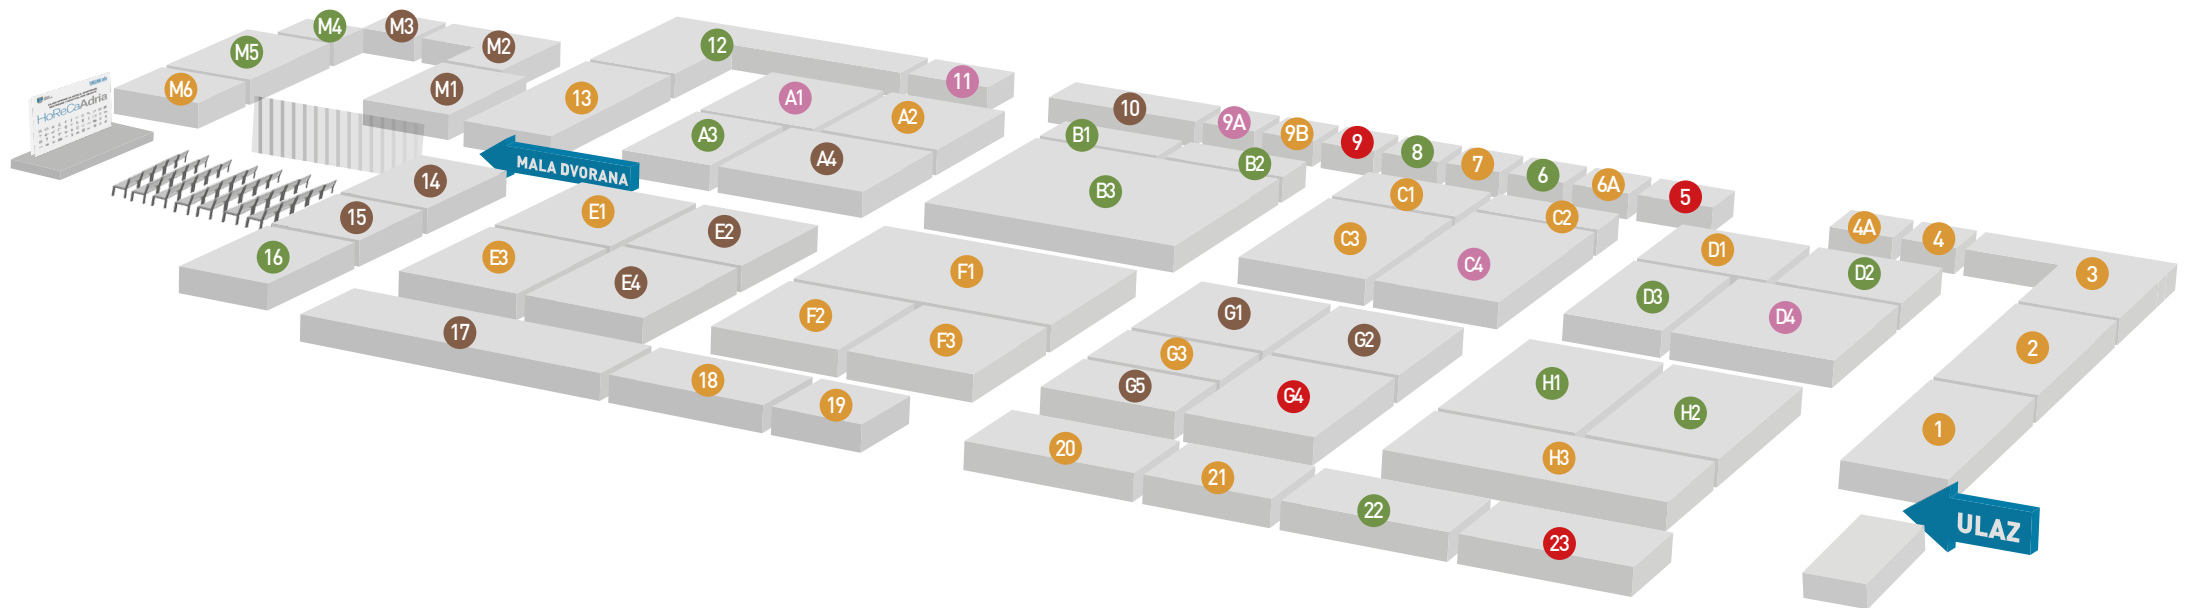 M4
M3
M5
M2
12
M6
M1
13
A1
11
HoReCaAdria
A3
A2
10
9A
9B
B1
9
8
7
6
6A
5
B2
A4
MALA DVORANA
14
15
16
E1
E2
E3
E4
B3
C1
C2
C3
C4
4A
4
D1
D2
D3
D4
3
2
1
F1
F2
F3
G1
G2
G3
G4
G5
H1
H2
H3
17
18
19
20
21
22
23
ULAZ